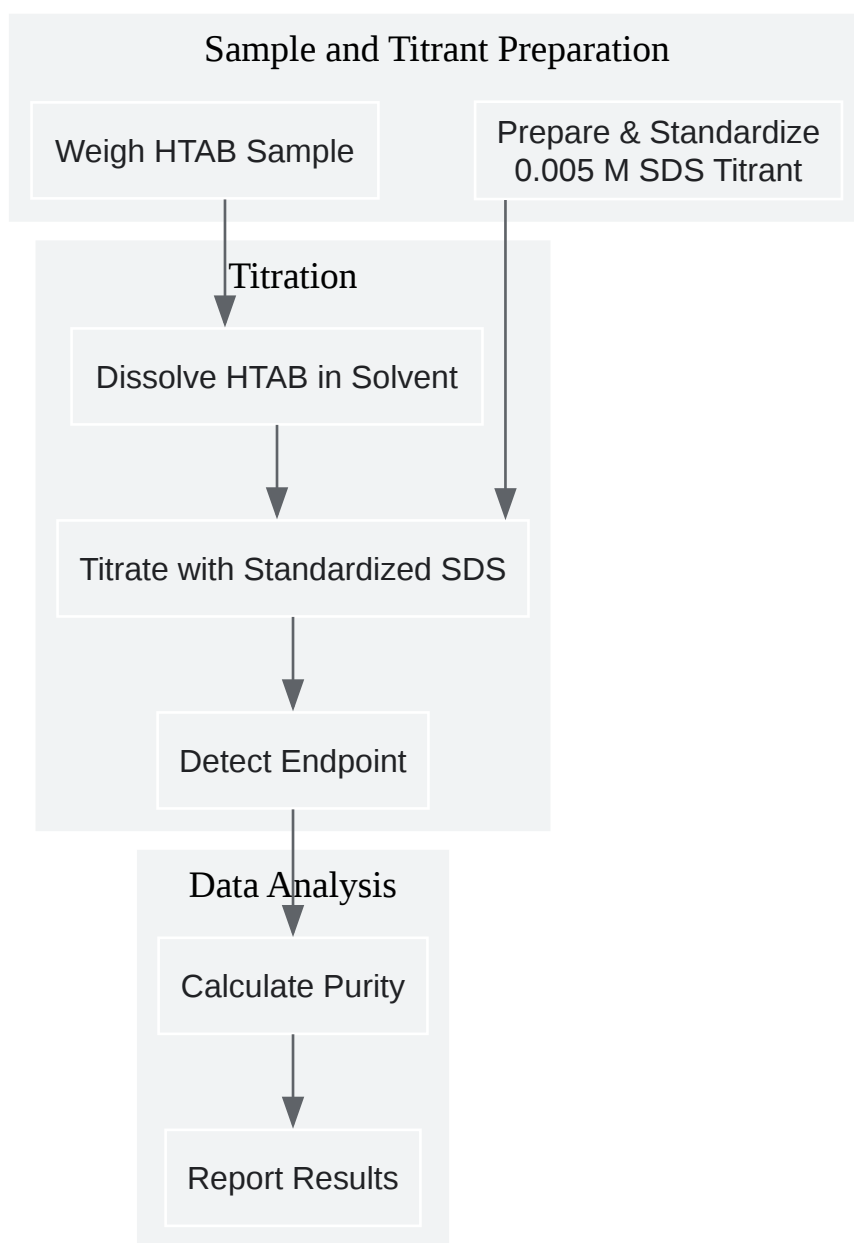 Sample and Titrant Preparation
Weigh HTAB Sample
Prepare & Standardize
0.005 M SDS Titrant
Titration
Dissolve HTAB in Solvent
Titrate with Standardized SDS
Detect Endpoint
Data Analysis
Calculate Purity
Report Results